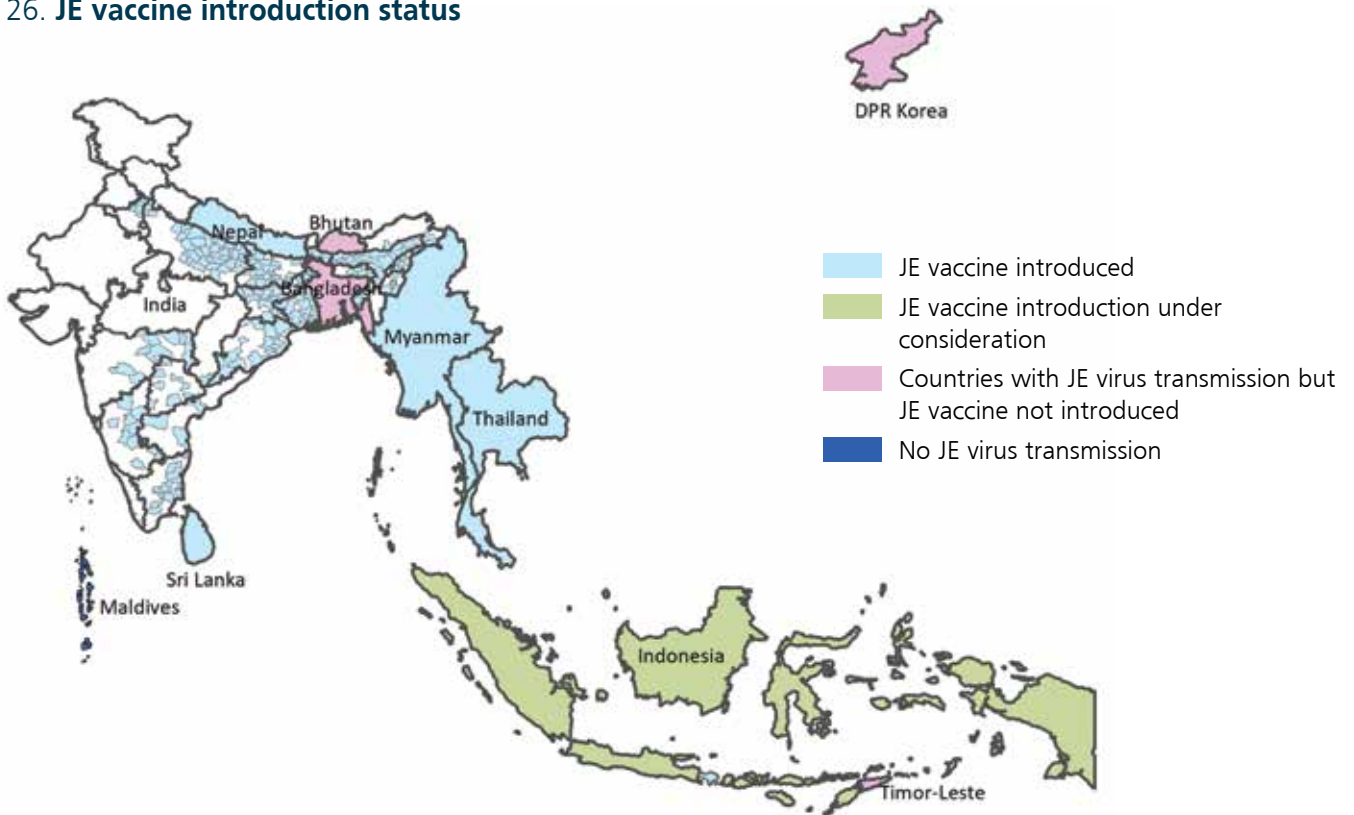 26. JE vaccine introduction status
DPR Korea
Nepal
Bhutan
India
Bangladesh
Myanmar
Thailand
Sri Lanka
Maldives
Indonesia
Timor-Leste
JE vaccine introduced
JE vaccine introduction under
consideration
Countries with JE virus transmission but
JE vaccine not introduced
No JE virus transmission